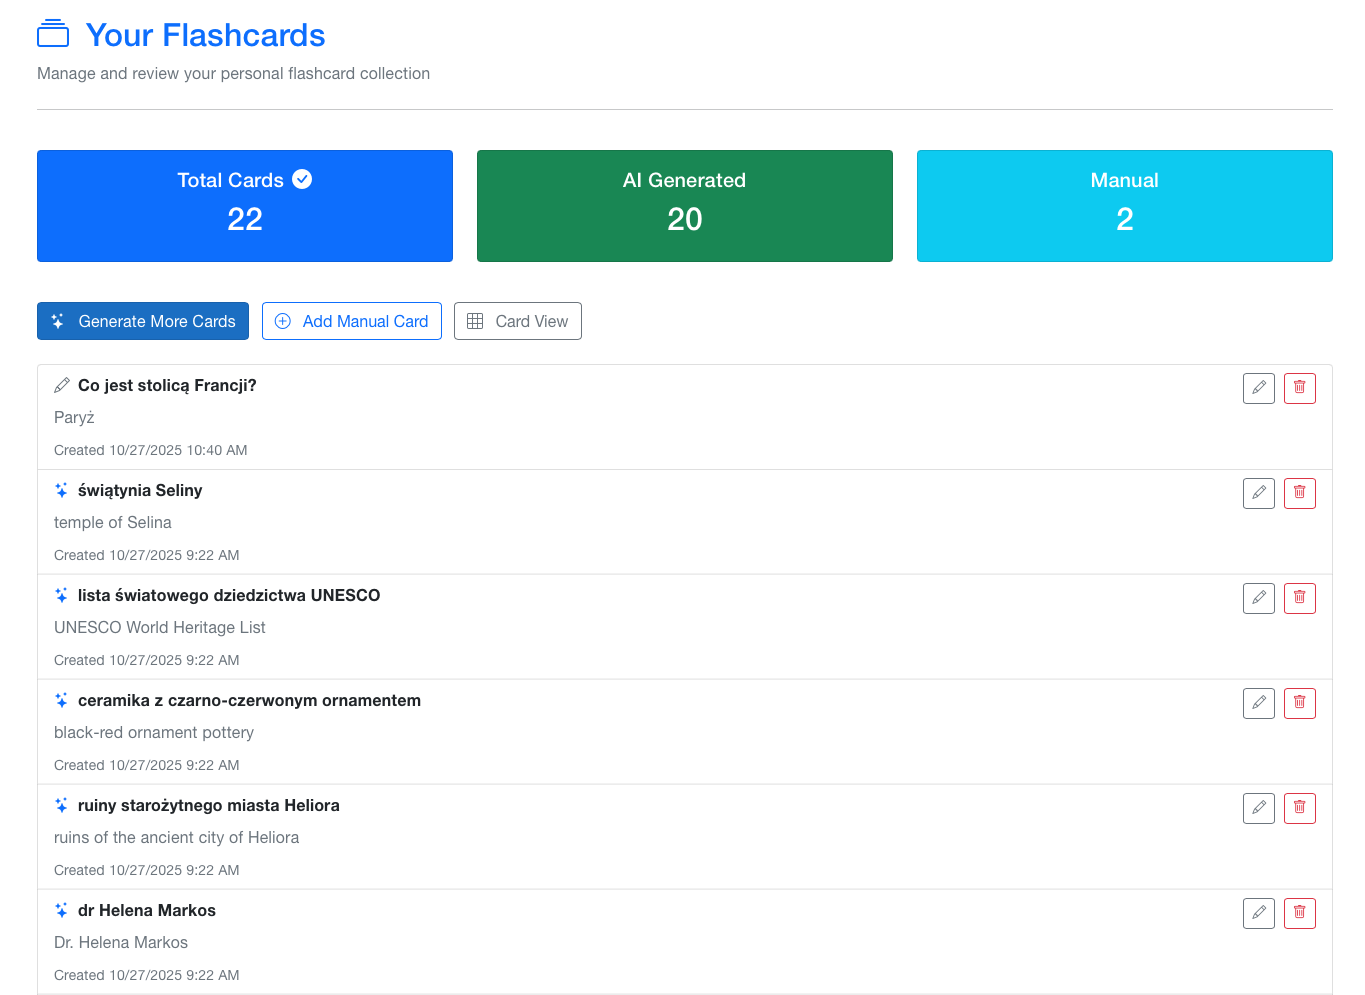 Your Flashcards
Manage and review your personal flashcard collection
Total Cards
22
AI Generated
20
Manual
2
Generate More Cards
Add Manual Card
Card View
Co jest stolicą Francji?
Paryż
Created 10/27/2025 10:40 AM
świątynia Seliny
temple of Selina
Created 10/27/2025 9:22 AM
lista światowego dziedzictwa UNESCO
UNESCO World Heritage List
Created 10/27/2025 9:22 AM
ceramika z czarno-czerwonym ornamentem
black-red ornament pottery
Created 10/27/2025 9:22 AM
ruiny starożytnego miasta Heliora
ruins of the ancient city of Heliora
Created 10/27/2025 9:22 AM
dr Helena Markos
Dr. Helena Markos
Created 10/27/2025 9:22 AM